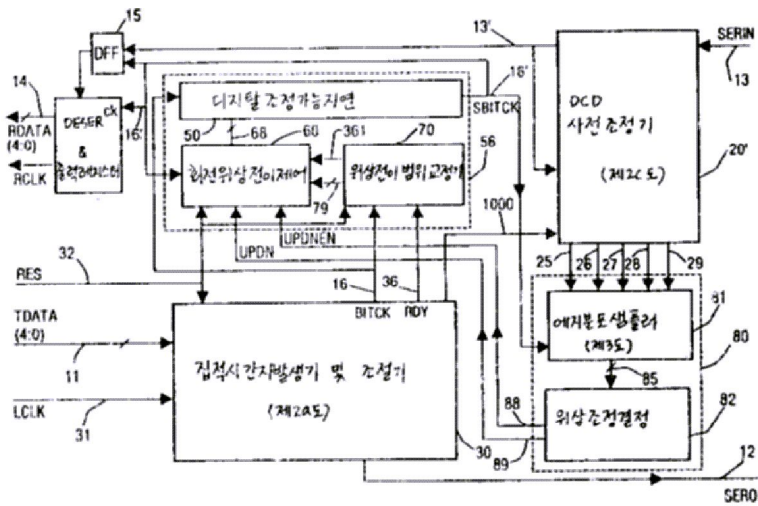 15
DFF
13'
SERIN
13
14
RDATA
(4:0)
RCLK
DESER
ck
&
출력레지스터
16'
디지탈 조정가능지연
18'
SBITCK
50
68
60
361
70
56
회전위상전이제어
위상전이 범위교정기
79
DCD
사전조정기
(제2C도)
20'
1000
UPDNEN
UPDN
25
26
27
28
29
RES
32
16
36
BITCK
RDY
TDATA
(4:0)
11
LCLK
31
집적시간지발생기 및 조절기
(제2a도)
30
에지분포샘플러
(제3도)
81
80
85
위상조정결정
82
88
89
12
SERO